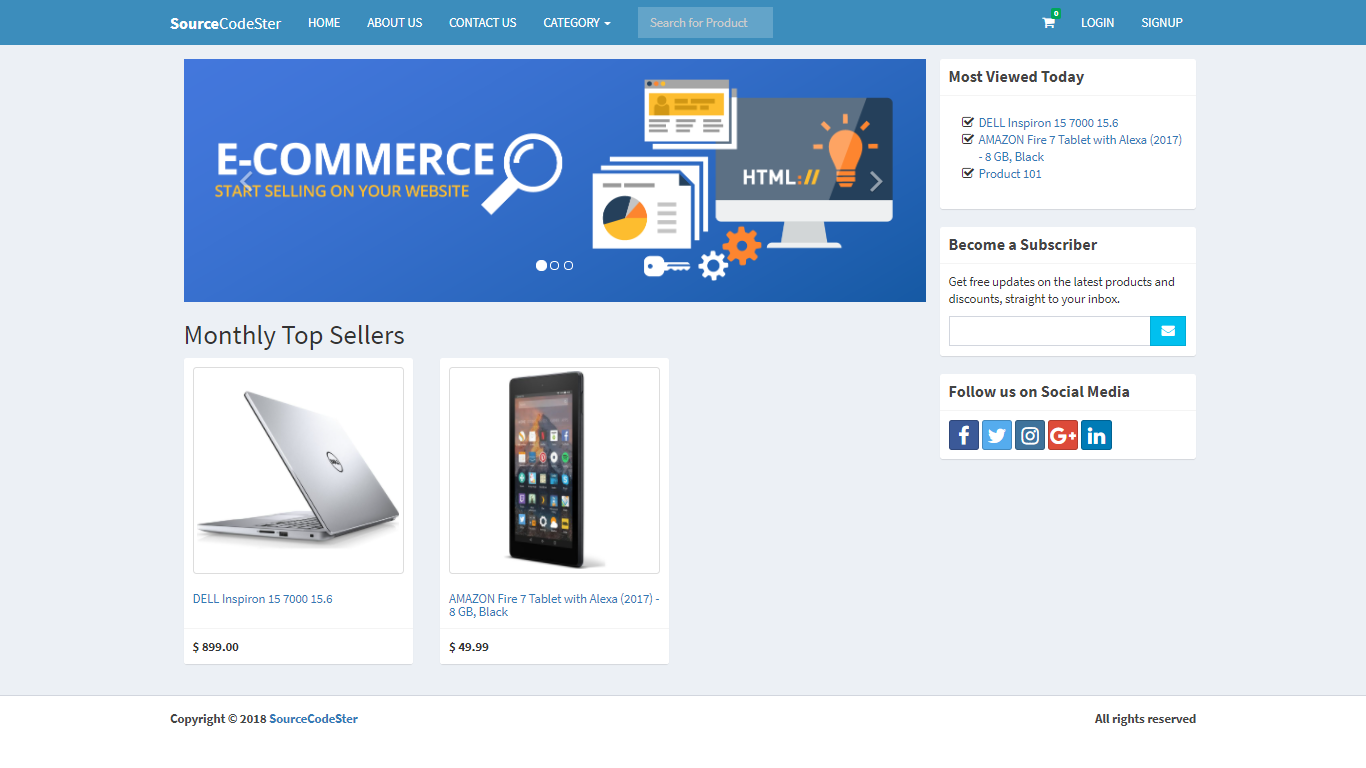 SourceCodeSter HOME ABOUT US CONTACT US CATEGORY Search for Product 0 LOGIN SIGNUP
E-COMMERCE
START SELLING ON YOUR WEBSITE
HTML://
Monthly Top Sellers
DELL
DELL Inspiron 15 7000 15.6
$ 899.00
AMAZON Fire 7 Tablet with Alexa (2017) -
8 GB, Black
$ 49.99
Most Viewed Today
DELL Inspiron 15 7000 15.6
AMAZON Fire 7 Tablet with Alexa (2017)
- 8 GB, Black
Product 101
Become a Subscriber
Get free updates on the latest products and
discounts, straight to your inbox.
Follow us on Social Media
f G+ in
Copyright © 2018 SourceCodeSter All rights reserved